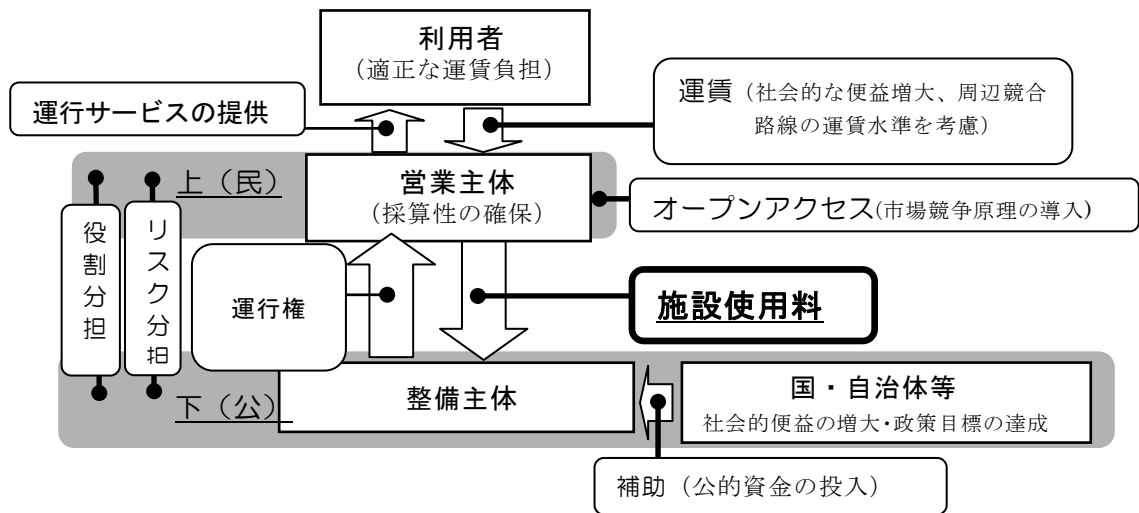 利用者
(適正な運賃負担)
運賃（社会的な便益増大、周辺競合
路線の運賃水準を考慮）
運行サービスの提供
上（民）
営業主体
(採算性の確保)
オープンアクセス(市場競争原理の導入)
役割分担
リスク分担
運行権
施設使用料
下（公）
整備主体
国・自治体等
社会的便益の増大・政策目標の達成
補助（公的資金の投入）